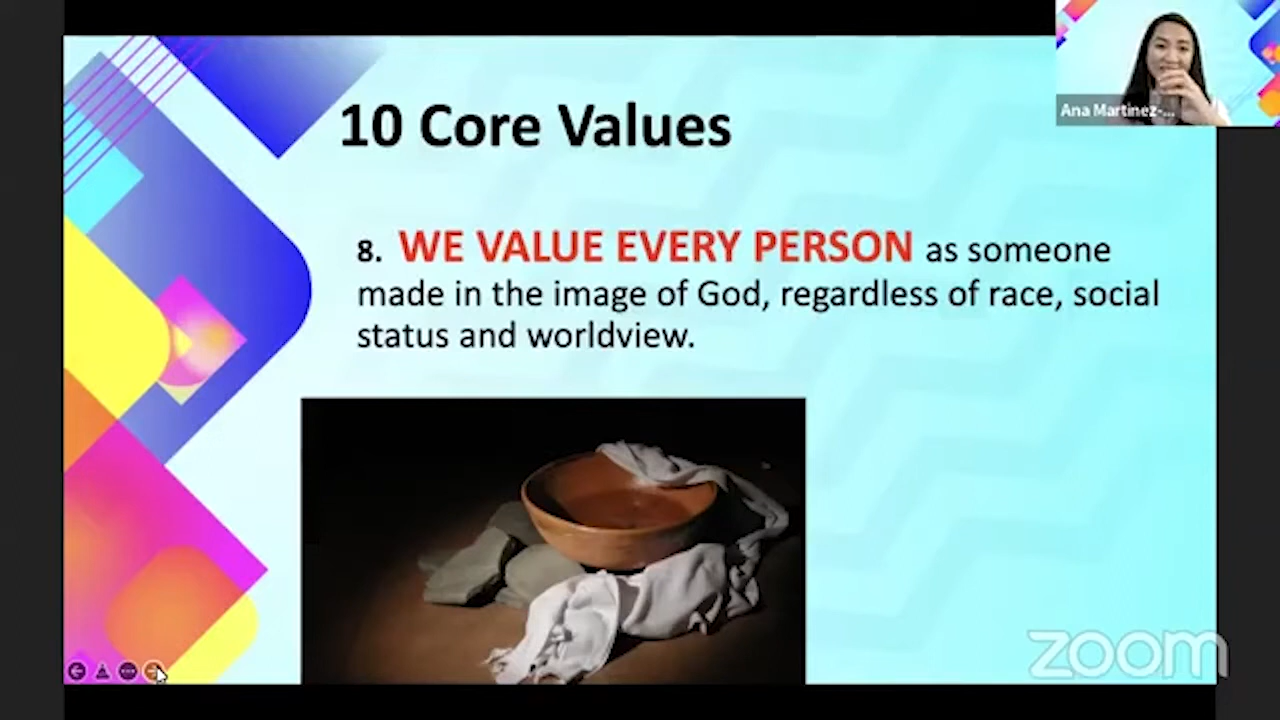 10 Core Values
Ana Martinez-...
8. WE VALUE EVERY PERSON as someone
made in the image of God, regardless of race, social
status and worldview.
zoom